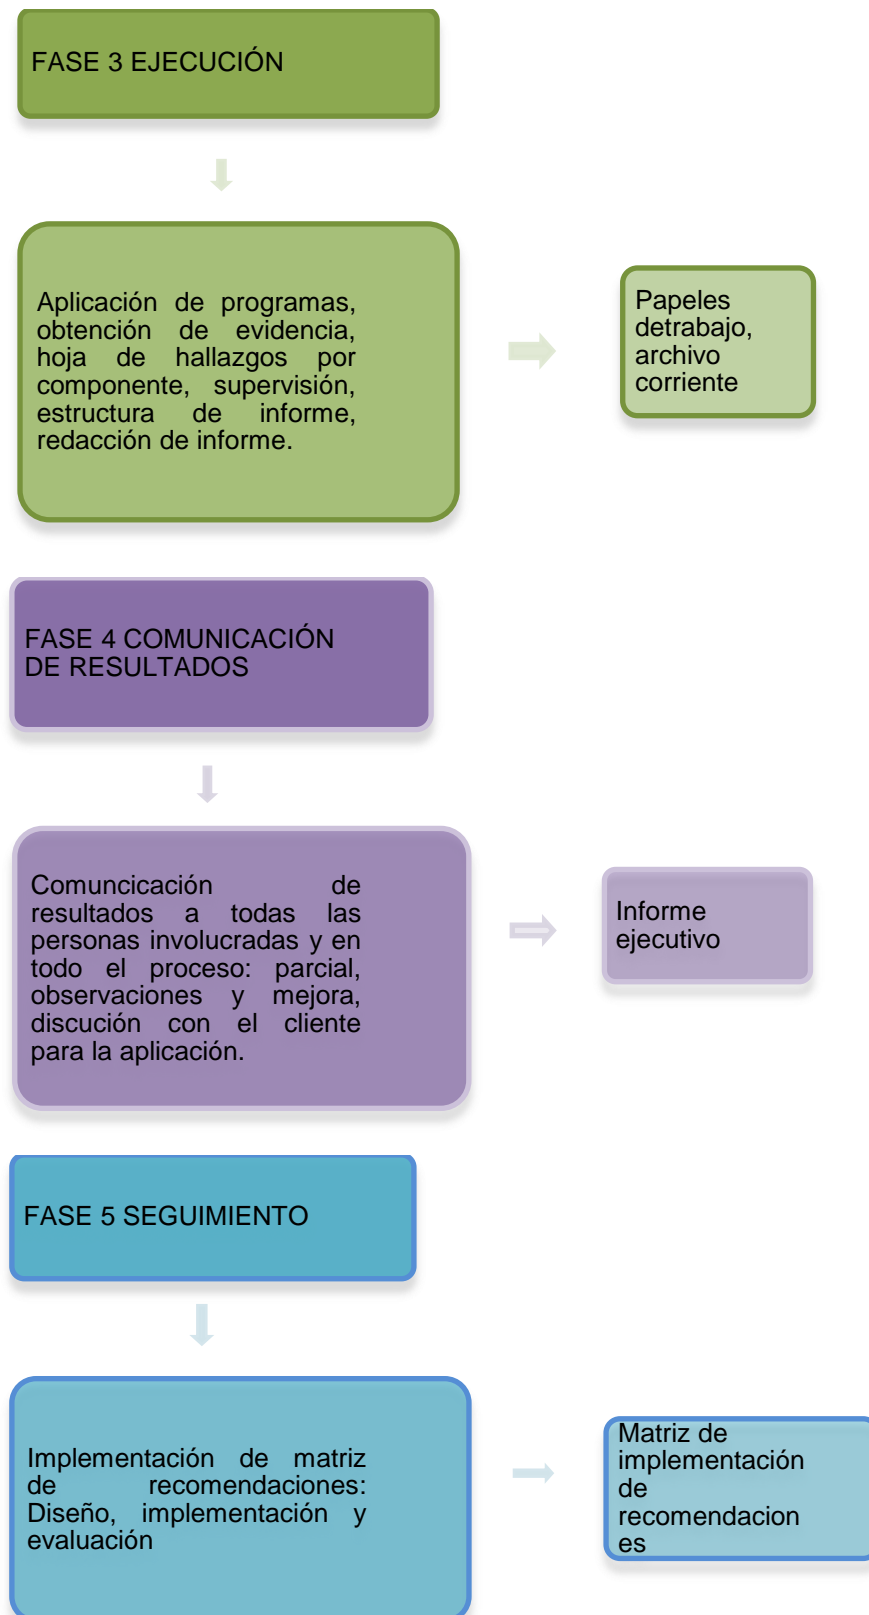 FASE 3 EJECUCIÓN
Aplicación de programas,
obtención de evidencia,
hoja de hallazgos por
componente, supervisión,
estructura de informe,
redacción de informe.
Papeles
detrabajo,
archivo
corriente
FASE 4 COMUNICACIÓN
DE RESULTADOS
Comuncicación de
resultados a todas las
personas involucradas y en
todo el proceso: parcial,
observaciones y mejora,
discución con el cliente
para la aplicación.
Informe
ejecutivo
FASE 5 SEGUIMIENTO
Implementación de matriz
de recomendaciones:
Diseño, implementación y
evaluación
Matriz de
implementación
de
recomendacion
es